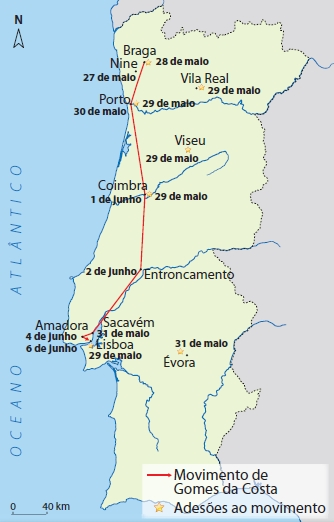 N
Braga
28 de maio
Nine
27 de maio
Vila Real
29 de maio
Porto
29 de maio
30 de maio
Viseu
29 de maio
Coimbra
29 de maio
1 de junho
2 de junho
Entroncamento
Amadora
Sacavém
4 de junho
31 de maio
6 de junho
Lisboa
29 de maio
31 de maio
Évora
OCEANO ATLÂNTICO
Movimento de
Gomes da Costa
Adesões ao movimento
0 40 km